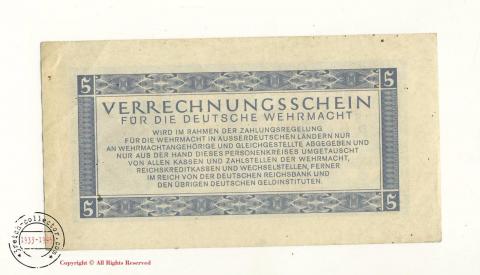 5
5
VERRECHNUNGSSCHEIN
FÜR DIE DEUTSCHE WEHRMACHT
WIRD IM RAHMEN DER ZAHLUNGSREGELUNG
FÜR DIE WEHRMACHT IN AUSSERDEUTSCHEN LÄNDERN NUR
AN WEHRMACHTANGEHÖRIGE UND GLEICHGESTELLTE ABGEGEBEN UND
NUR AUS DER HAND DIESES PERSONENKREISES UMGETAUSCHT
VON ALLEN KASSEN UND ZAHLSTELLEN DER WEHRMACHT,
REICHSKREDITKASSEN UND WECHSELSTELLEN, FERNER
IM REICH VON DER DEUTSCHEN REICHSBANK UND
DEN ÜBRIGEN DEUTSCHEN GELDINSTITUTEN.
5
5
1933-1945
Copyright © All Rights Reserved